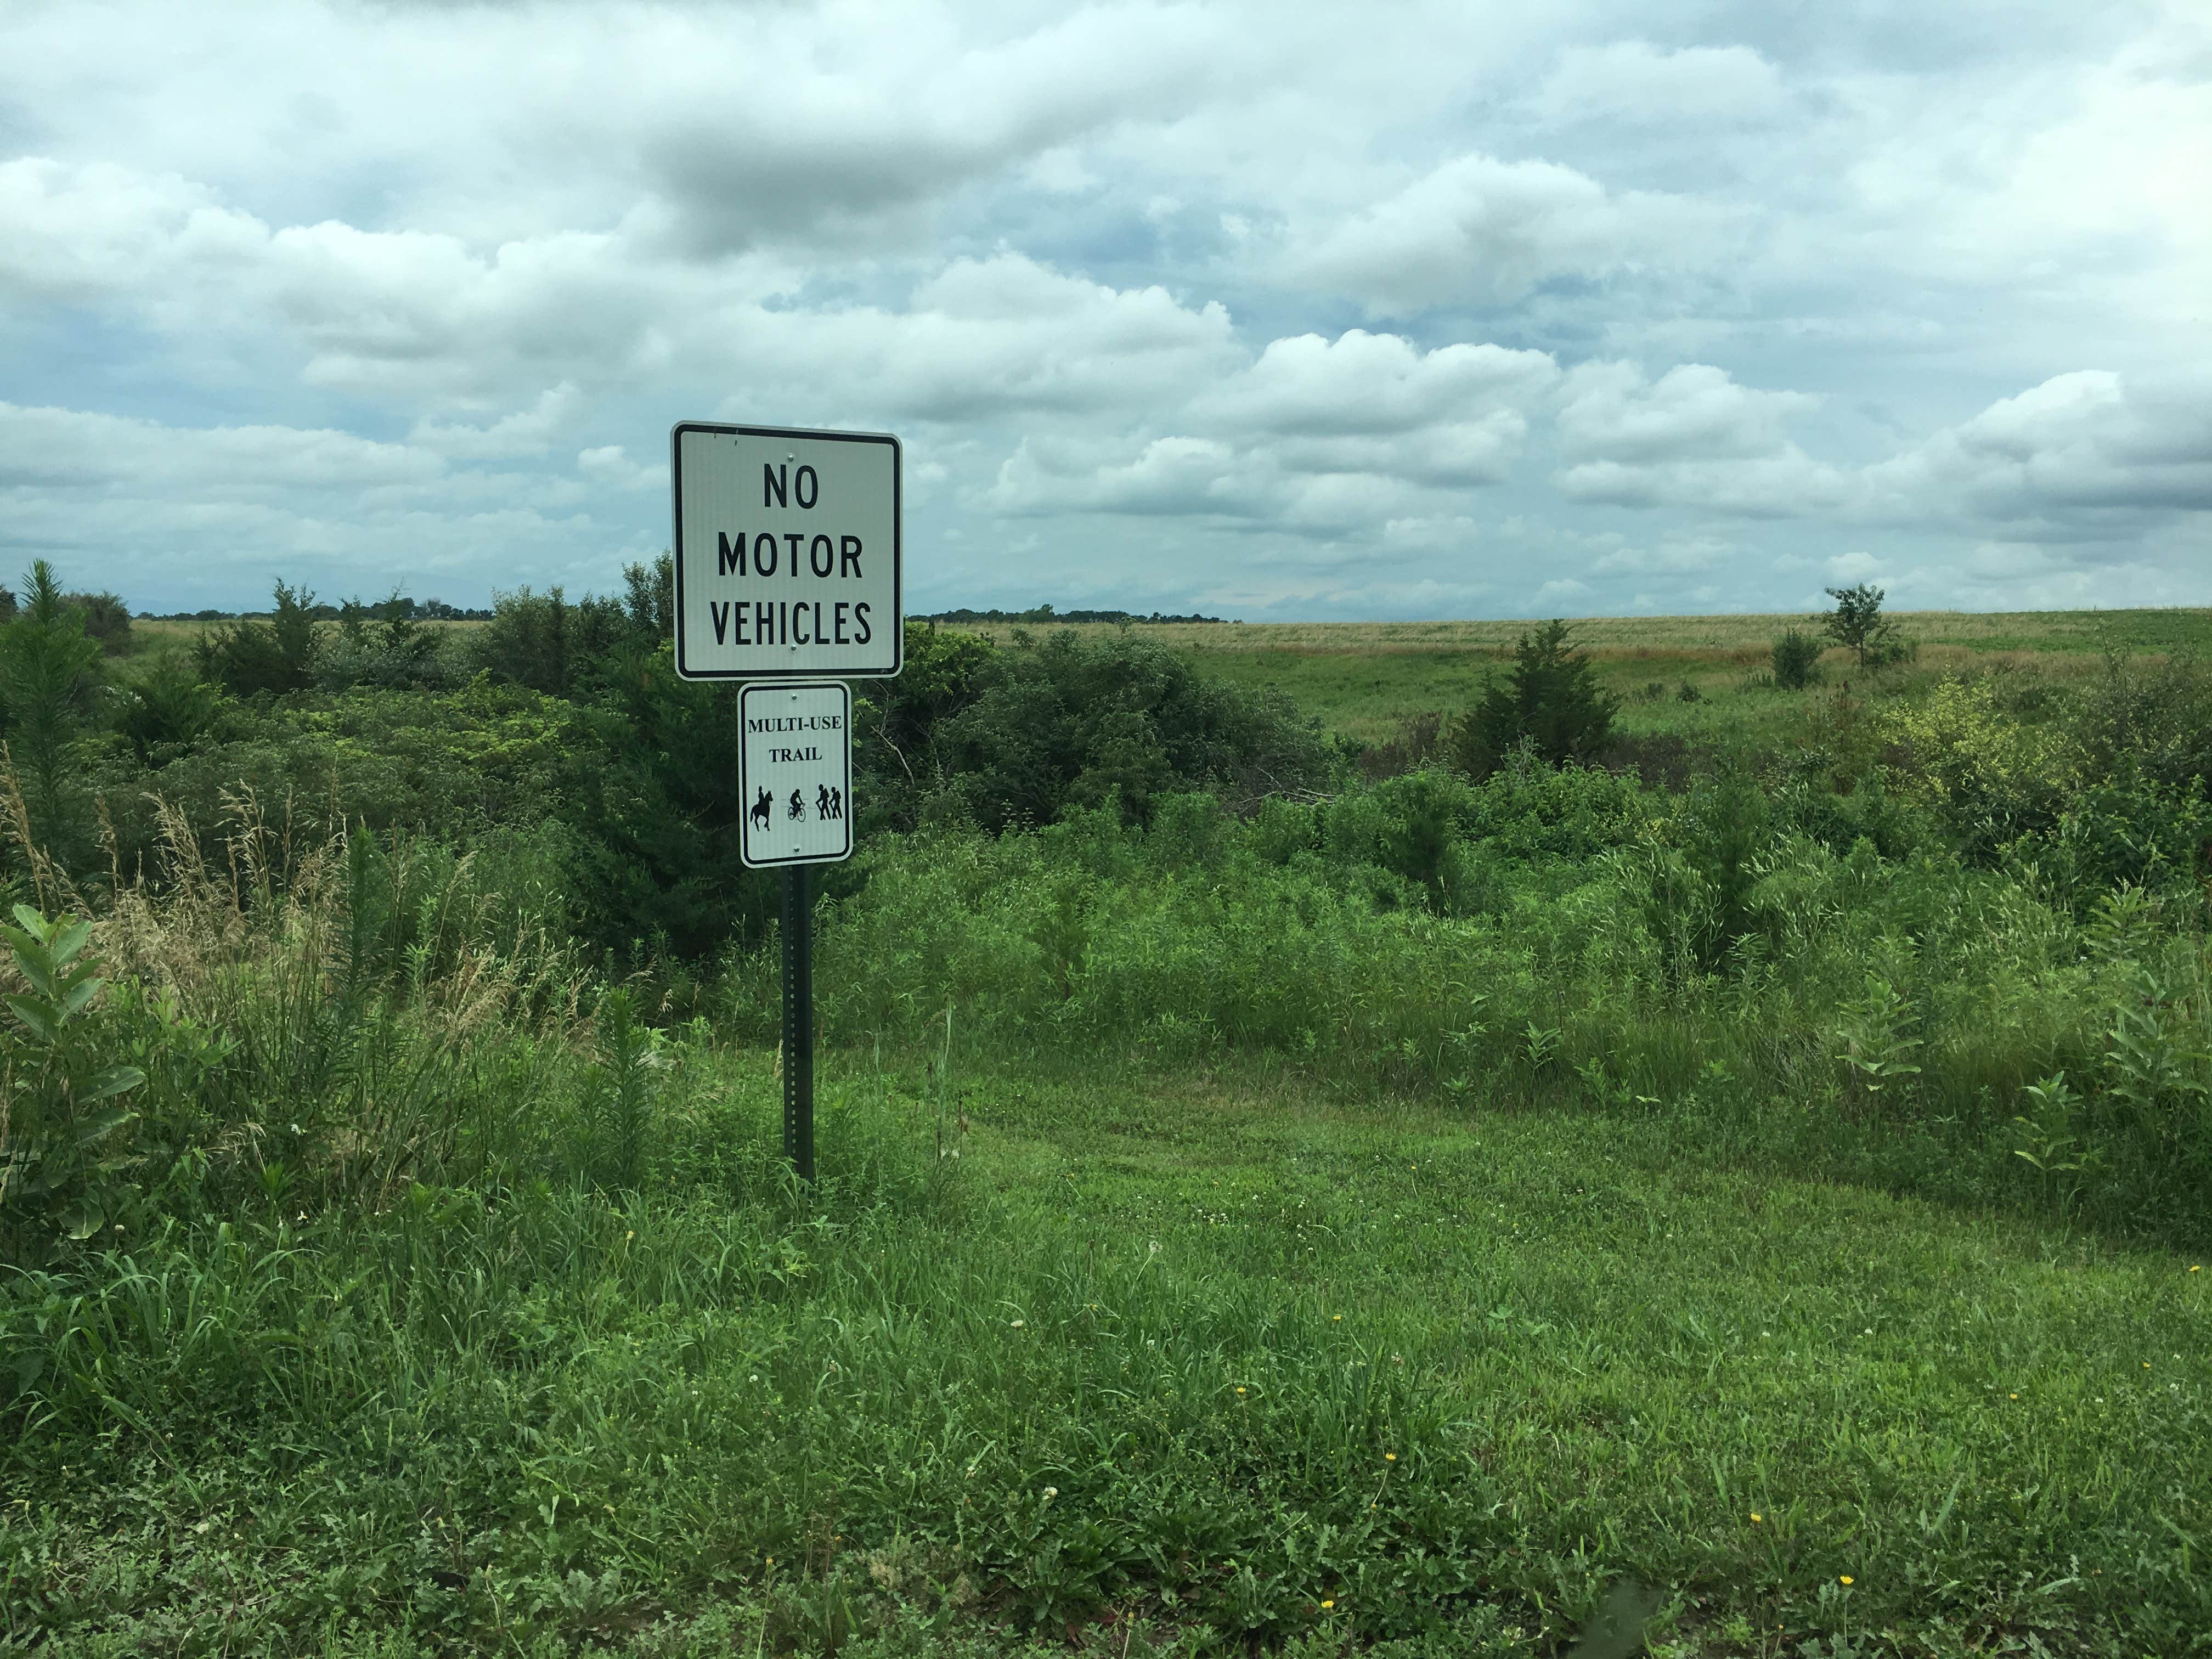 NO
MOTOR
VEHICLES
MULTI-USE
TRAIL